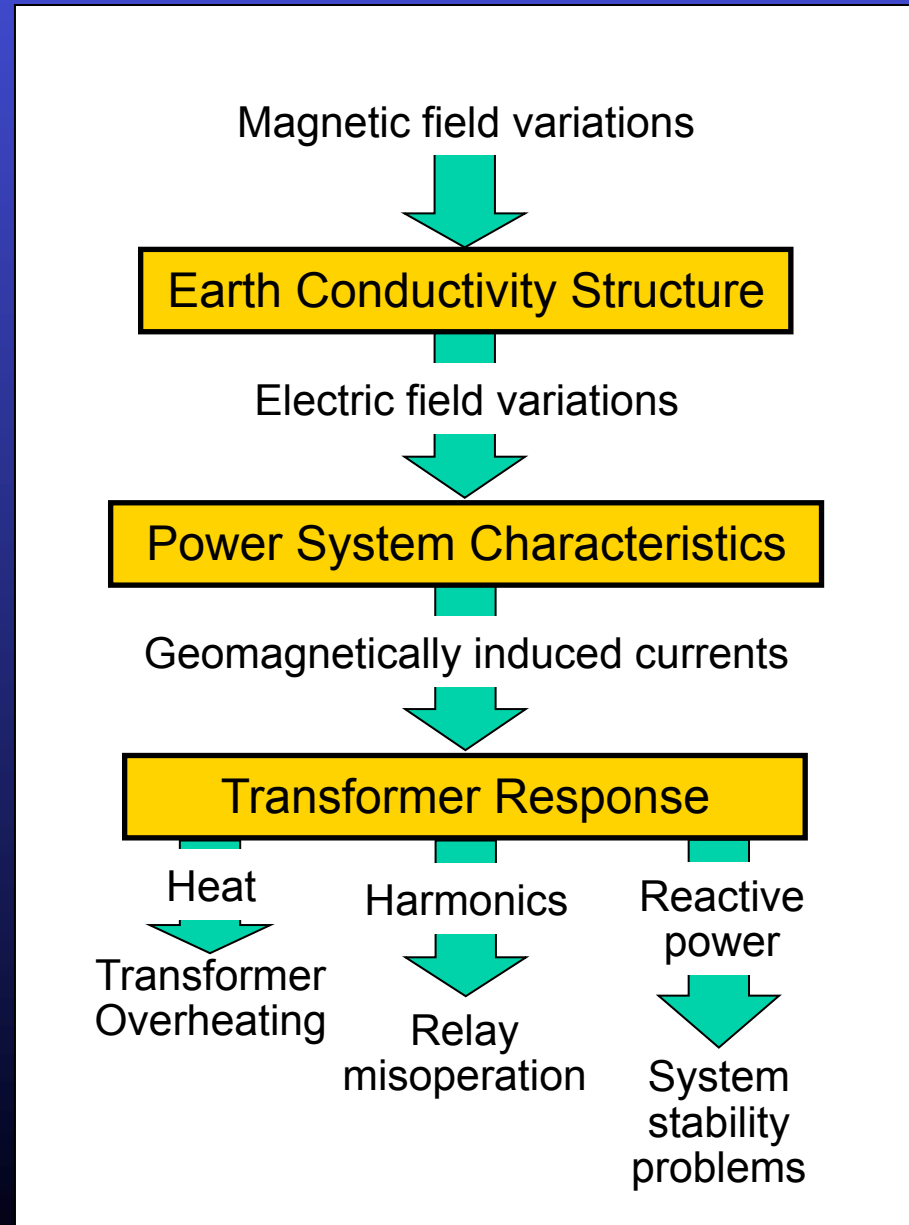 Magnetic field variations
Earth Conductivity Structure
Electric field variations
Power System Characteristics
Geomagnetically induced currents
Transformer Response
Heat
Transformer
Overheating
Harmonics
Relay
misoperation
Reactive
power
System
stability
problems